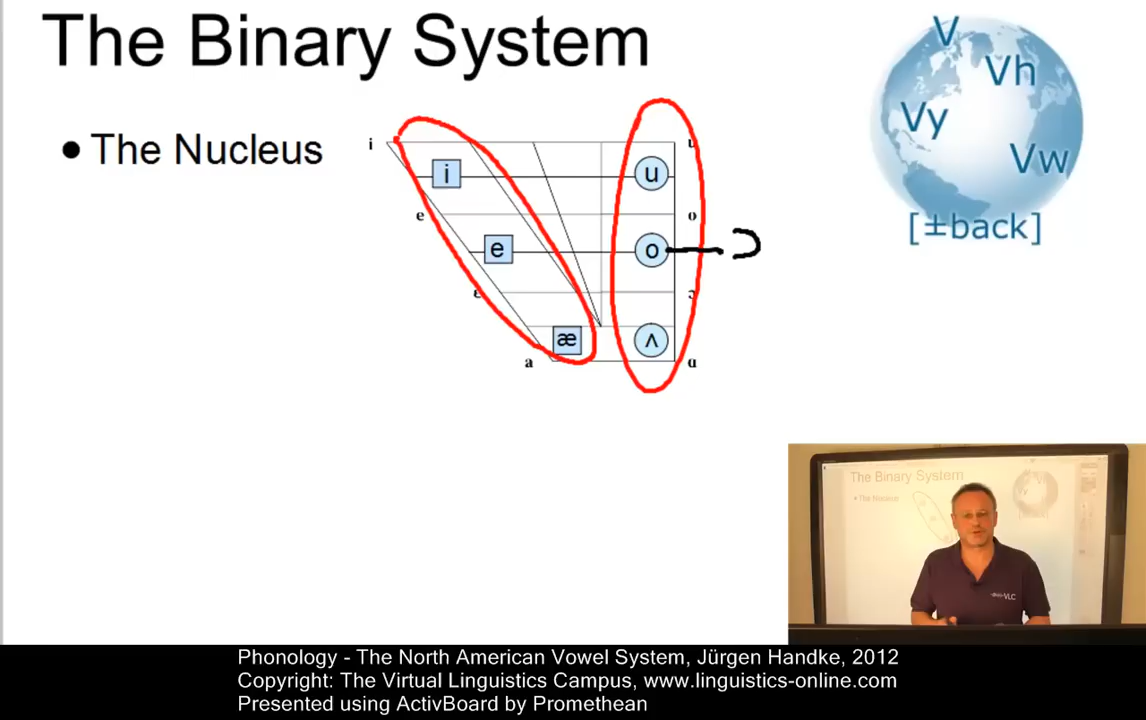 The Binary System
• The Nucleus
V
Vh
Vy
Vw
[±back]
i
u
i
u
e
o
e
o
ɔ
ɛ
ɔ
æ
ʌ
a
ɑ
The Binary System
• The Nucleus
VLC
Phonology - The North American Vowel System, Jürgen Handke, 2012
Copyright: The Virtual Linguistics Campus, www.linguistics-online.com
Presented using ActivBoard by Promethean